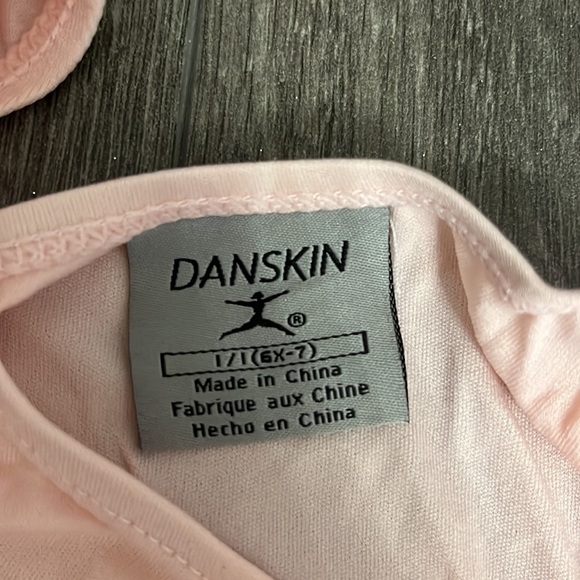 DANSKIN
®
I/I(6X-7)
Made in China
Fabrique aux Chine
Hecho en China